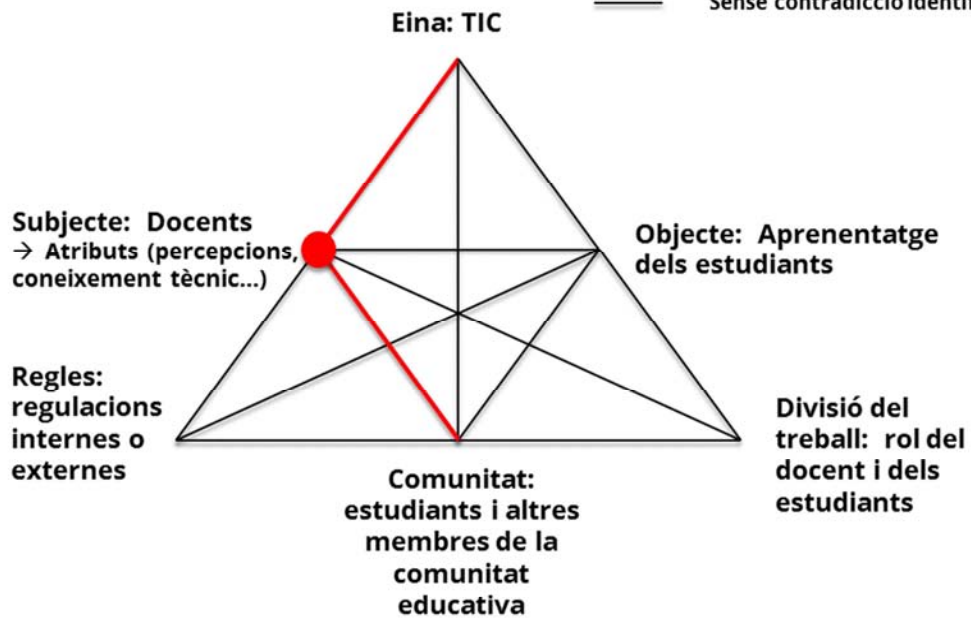 Sense contradicció
Eina: TIC
Subjecte: Docents
→ Atributs (percepcions,
coneixement tècnic...)
Objecte: Aprenentatge
dels estudiants
Regles:
regulacions
internes o
externes
Divisió del
treball: rol del
docent i dels
estudiants
Comunitat:
estudiants i altres
membres de la
comunitat
educativa